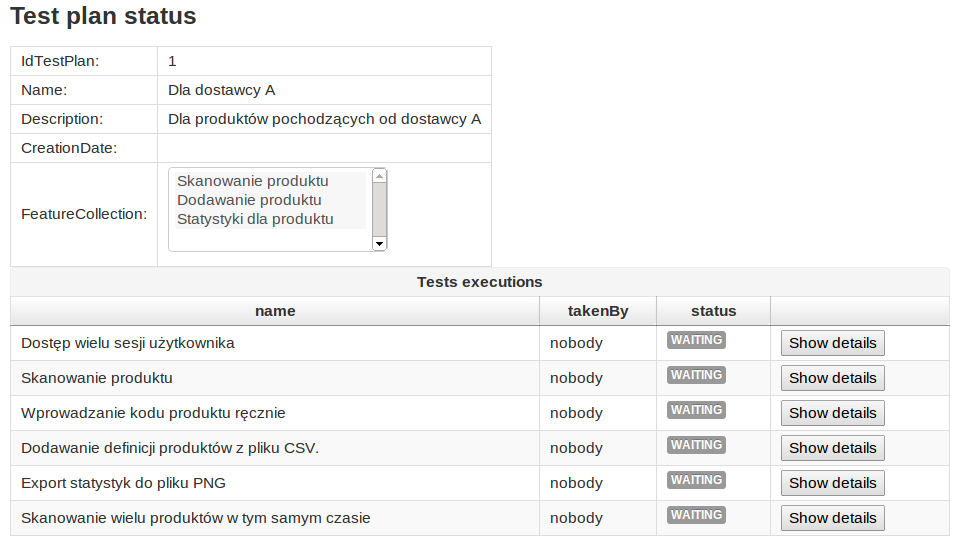 Test plan status
IdTestPlan: 1
Name: Dla dostawcy A
Description: Dla produktów pochodzących od dostawcy A
CreationDate:
FeatureCollection:
Skanowanie produktu
Dodawanie produktu
Statystyki dla produktu
Tests executions
name takenBy status
Dostęp wielu sesji użytkownika nobody WAITING Show details
Skanowanie produktu nobody WAITING Show details
Wprowadzanie kodu produktu ręcznie nobody WAITING Show details
Dodawanie definicji produktów z pliku CSV. nobody WAITING Show details
Export statystyk do pliku PNG nobody WAITING Show details
Skanowanie wielu produktów w tym samym czasie nobody WAITING Show details